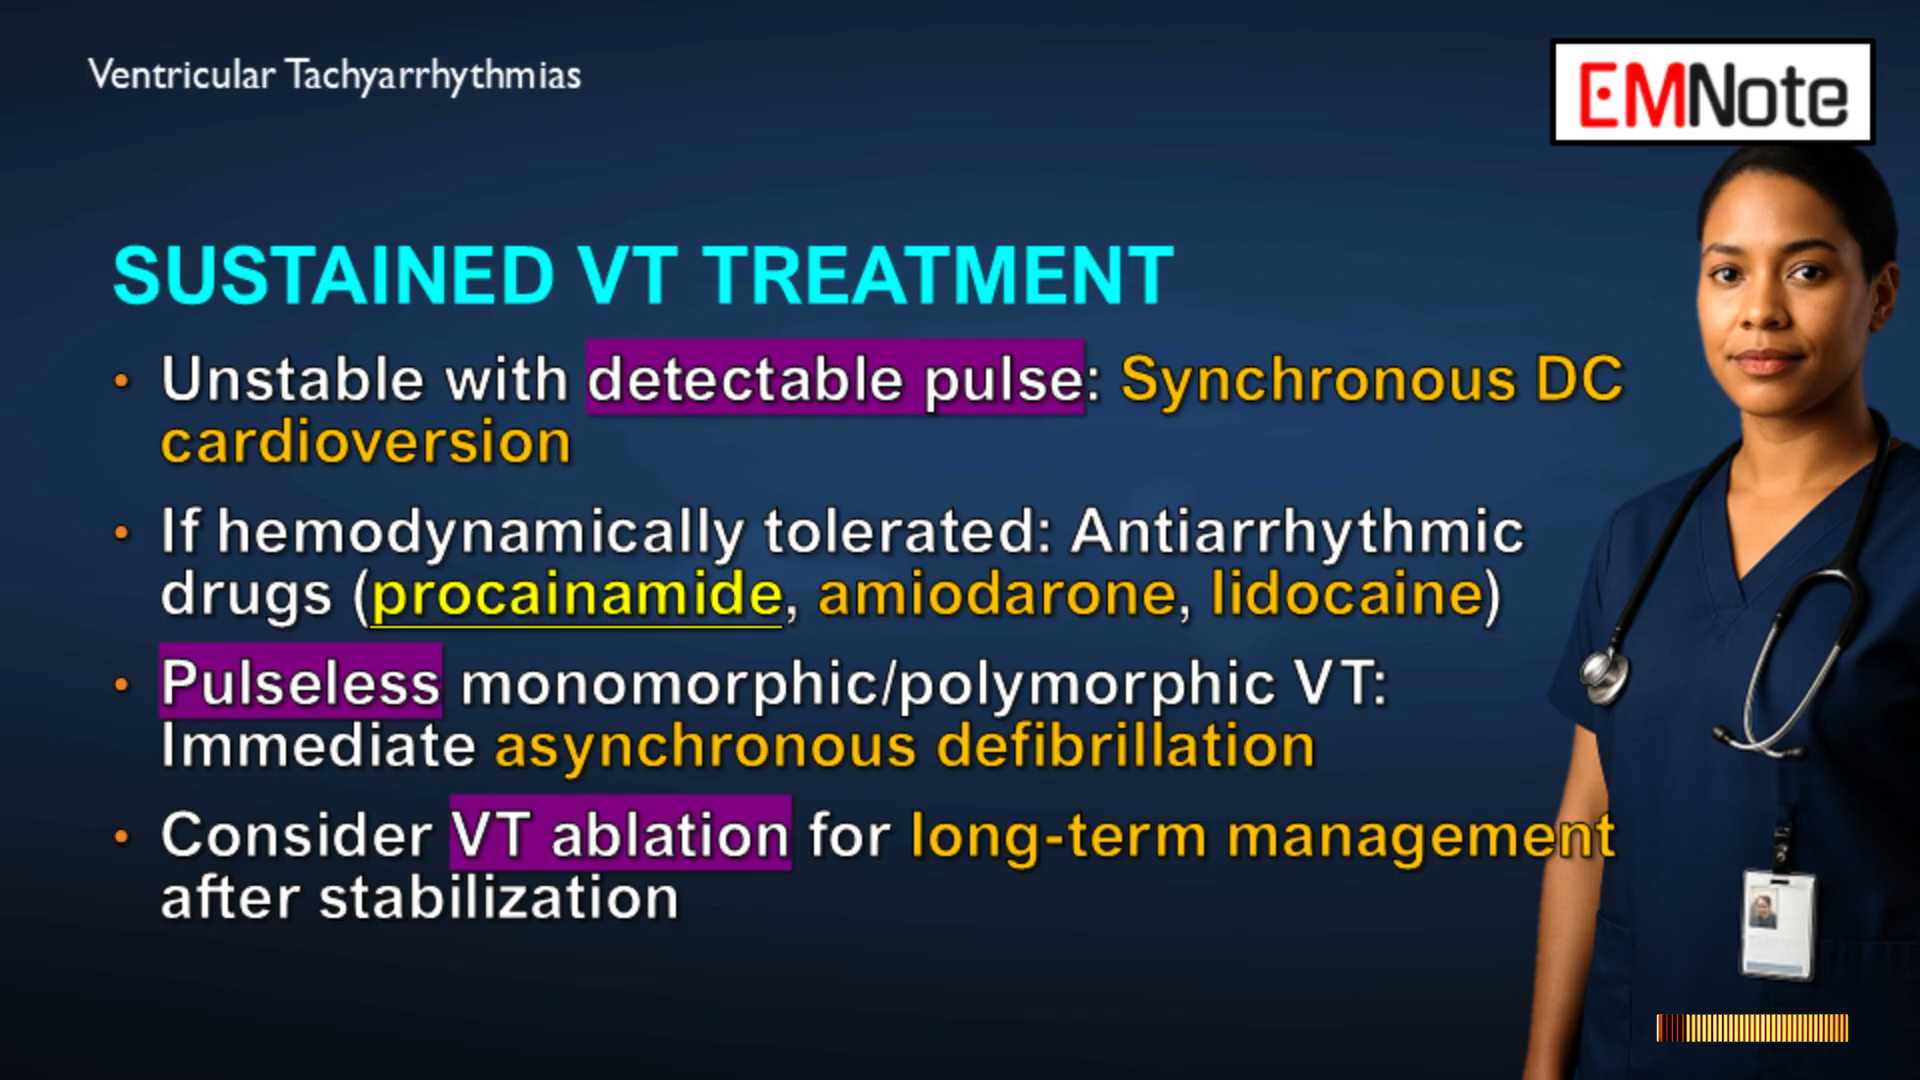 Ventricular Tachyarrhythmias
EMNote
SUSTAINED VT TREATMENT
• Unstable with detectable pulse: Synchronous DC
cardioversion
• If hemodynamically tolerated: Antiarrhythmic
drugs (procainamide, amiodarone, lidocaine)
• Pulseless monomorphic/polymorphic VT:
Immediate asynchronous defibrillation
• Consider VT ablation for long-term management
after stabilization